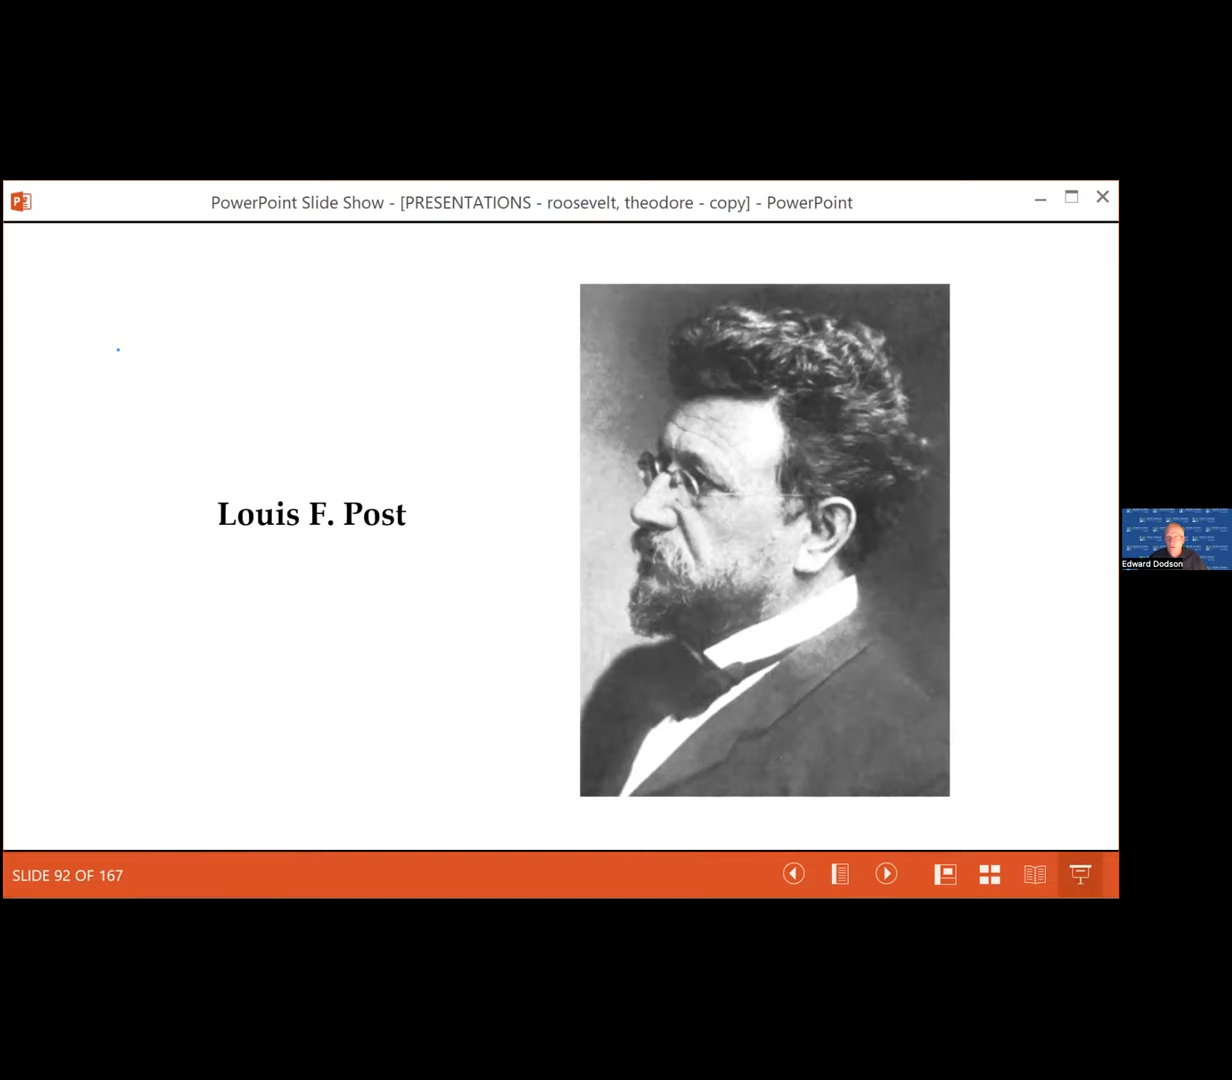 PowerPoint Slide Show - [PRESENTATIONS - roosevelt, theodore - copy] - PowerPoint
Louis F. Post
Edward Dodson
SLIDE 92 OF 167